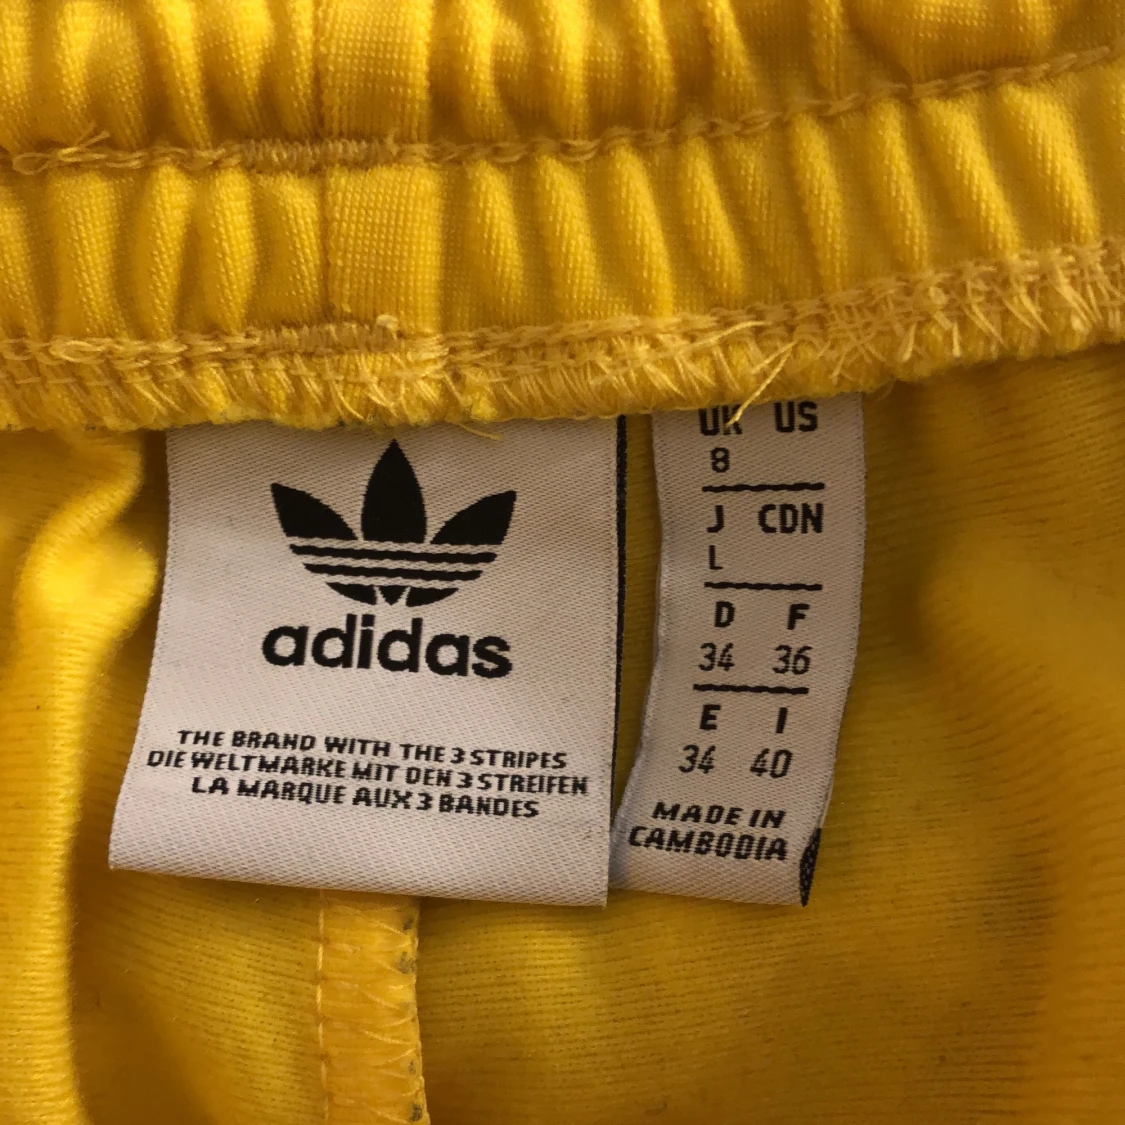 adidas
THE BRAND WITH THE 3 STRIPES
DIE WELTMARKE MIT DEN 3 STREIFEN
LA MARQUE AUX 3 BANDES
UK US
8
J CDN
L
D F
34 36
E I
34 40
MADE IN
CAMBODIA